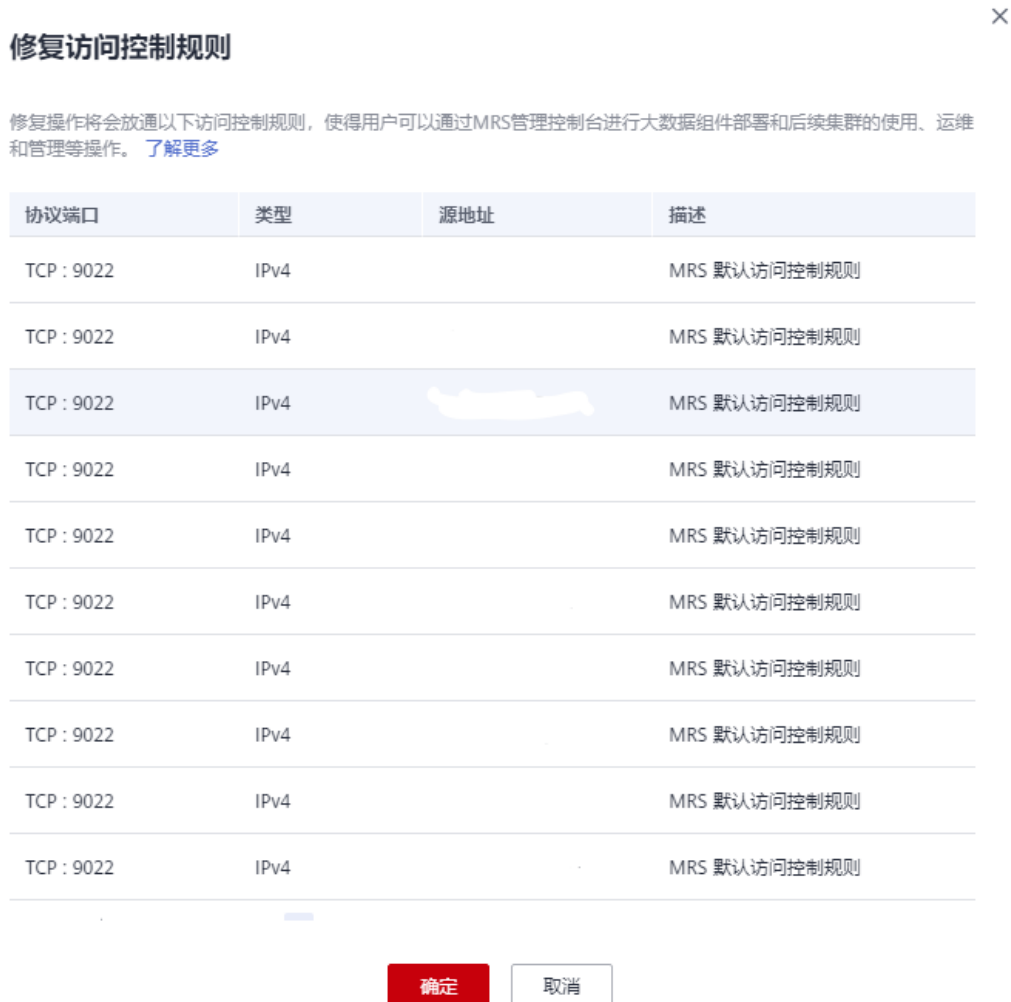 修复访问控制规则
修复操作将会放通以下访问控制规则，使得用户可以通过MRS管理控制台进行大数据组件部署和后续集群的使用、运维
和管理等操作。 了解更多
协议端口 类型 源地址 描述
TCP : 9022 IPv4 MRS 默认访问控制规则
TCP : 9022 IPv4 MRS 默认访问控制规则
TCP : 9022 IPv4 MRS 默认访问控制规则
TCP : 9022 IPv4 MRS 默认访问控制规则
TCP : 9022 IPv4 MRS 默认访问控制规则
TCP : 9022 IPv4 MRS 默认访问控制规则
TCP : 9022 IPv4 MRS 默认访问控制规则
TCP : 9022 IPv4 MRS 默认访问控制规则
TCP : 9022 IPv4 MRS 默认访问控制规则
TCP : 9022 IPv4 MRS 默认访问控制规则
确定 取消